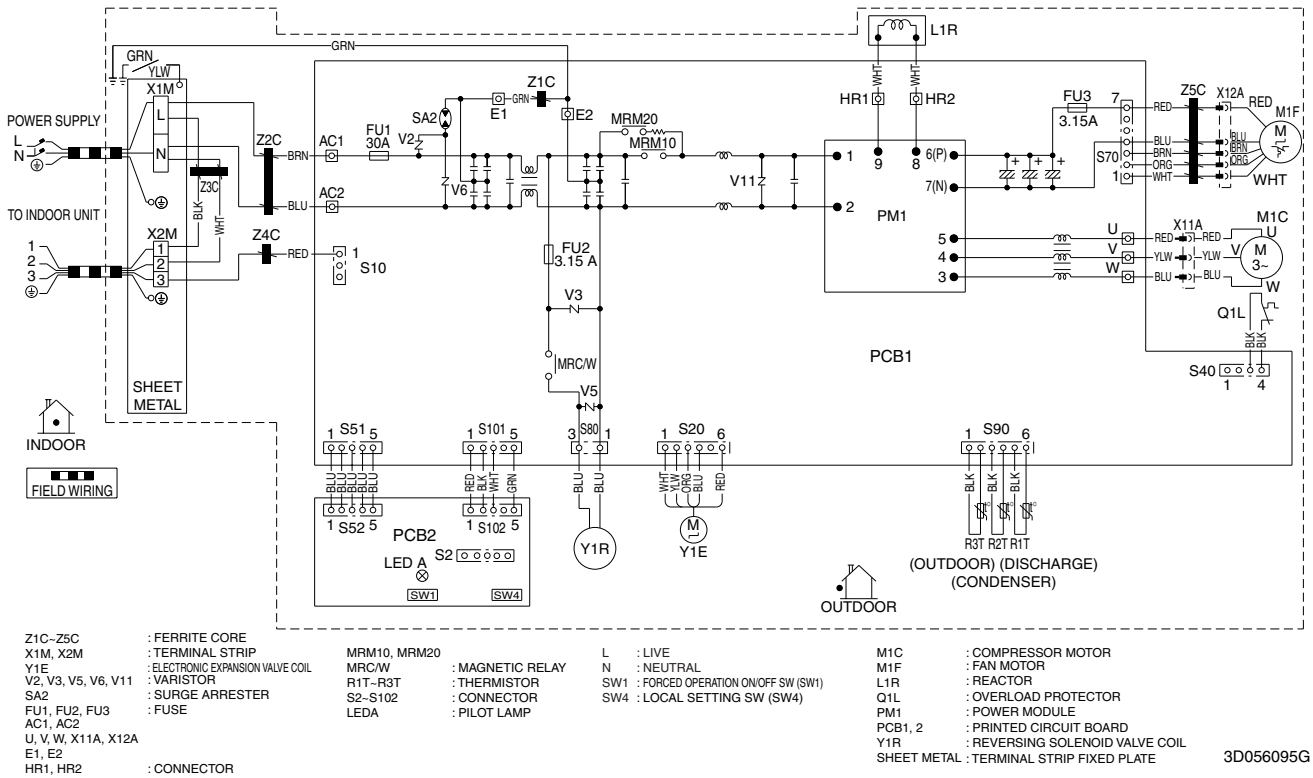 GRN
GRN
YLW
X1M
L
N
POWER SUPPLY
L
N
TO INDOOR UNIT
1
2
3
X2M
1
2
3
SHEET
METAL
Z3C
BLK
WHT
Z2C
BRN
BLU
Z4C
RED
AC1
AC2
FU1
30A
1
S10
SA2
V2
V6
E1
GRN
Z1C
E2
MRM20
MRM10
V11
FU2
3.15 A
V3
MRC/W
V5
L1R
WHT
WHT
HR1
HR2
9
8
1
2
6(P)
7(N)
PM1
5
4
3
FU3
3.15A
7
S70
1
Z5C
X12A
RED
BLU
BRN
ORG
WHT
RED
BLU
BRN
ORG
WHT
M1F
M
U
V
W
RED
YLW
BLU
X11A
RED
YLW
BLU
M1C
U
V
W
M
3~
Q1L
BLK
BLK
S40
1
4
PCB1
INDOOR
FIELD WIRING
1 S51 5
BLU
BLU
BLU
BLU
BLU
1 S52 5
1 S101 5
RED
BLK
WHT
GRN
1 S102 5
PCB2
S2
LED A
SW1
SW4
3 S80 1
BLU
BLU
Y1R
1 S20 6
WHT
YLW
ORG
BLU
RED
M
Y1E
1 S90 6
BLK
BLK
BLK
R3T R2T R1T
(OUTDOOR) (DISCHARGE)
(CONDENSER)
OUTDOOR
Z1C~Z5C : FERRITE CORE
X1M, X2M : TERMINAL STRIP
Y1E : ELECTRONIC EXPANSION VALVE COIL
V2, V3, V5, V6, V11 : VARISTOR
SA2 : SURGE ARRESTER
FU1, FU2, FU3 : FUSE
AC1, AC2
U, V, W, X11A, X12A
E1, E2
HR1, HR2 : CONNECTOR
MRM10, MRM20
MRC/W : MAGNETIC RELAY
R1T~R3T : THERMISTOR
S2~S102 : CONNECTOR
LEDA : PILOT LAMP
L : LIVE
N : NEUTRAL
SW1 : FORCED OPERATION ON/OFF SW (SW1)
SW4 : LOCAL SETTING SW (SW4)
M1C : COMPRESSOR MOTOR
M1F : FAN MOTOR
L1R : REACTOR
Q1L : OVERLOAD PROTECTOR
PM1 : POWER MODULE
PCB1, 2 : PRINTED CIRCUIT BOARD
Y1R : REVERSING SOLENOID VALVE COIL
SHEET METAL : TERMINAL STRIP FIXED PLATE
3D056095G